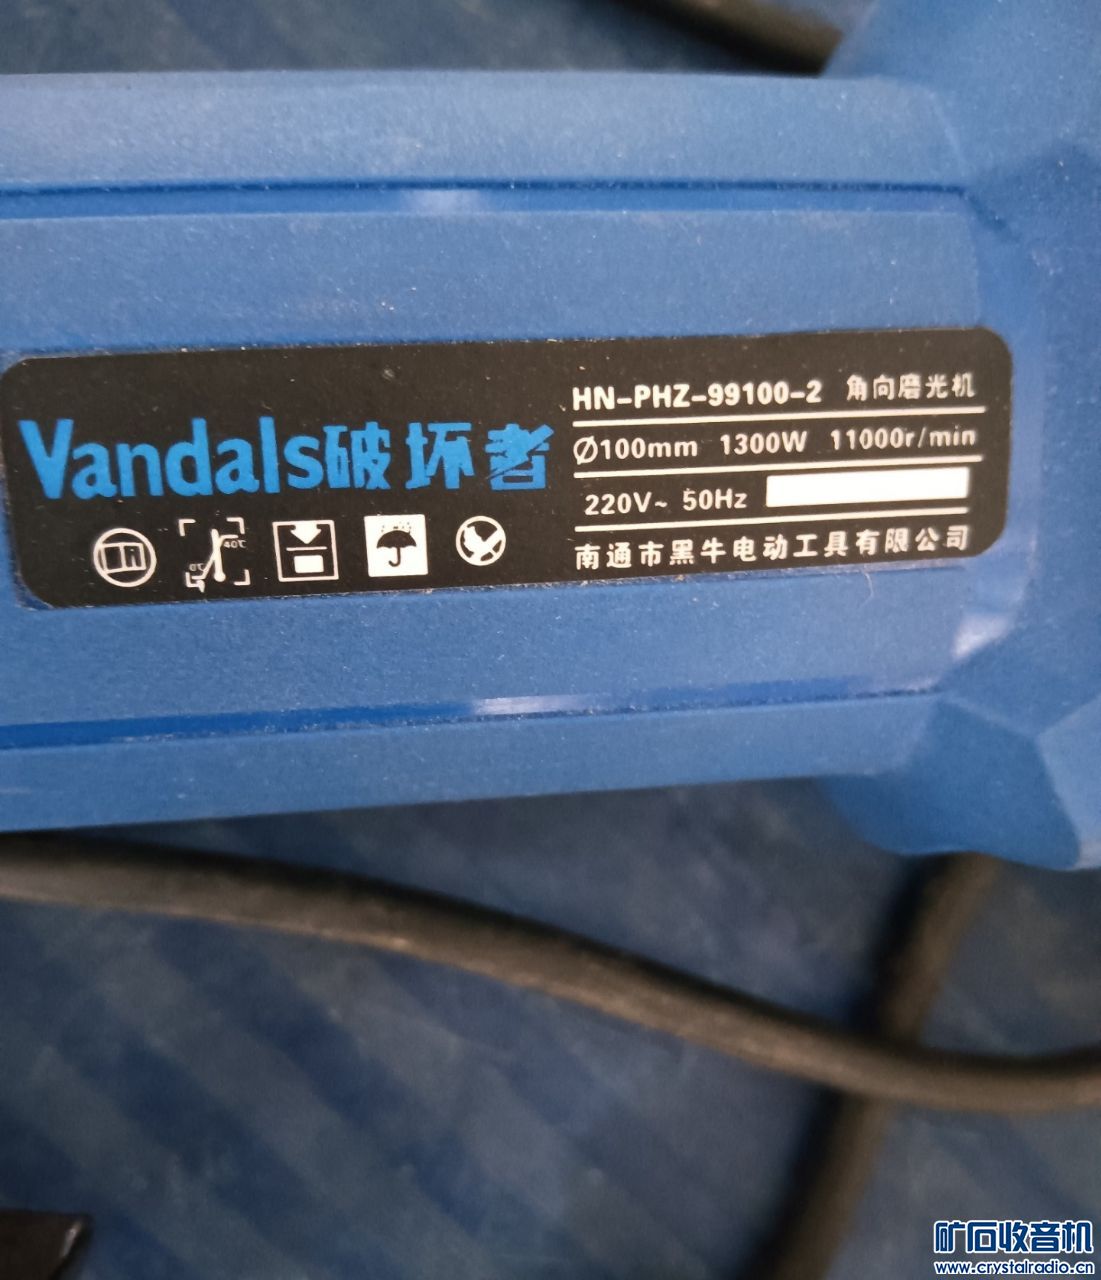 Vandals破坏者
HN-PHZ-99100-2 角向磨光机
Ø100mm 1300W 11000r/min
220V~ 50Hz
南通市黑牛电动工具有限公司
40℃
0℃
矿石收音机
www.crystalradio.cn